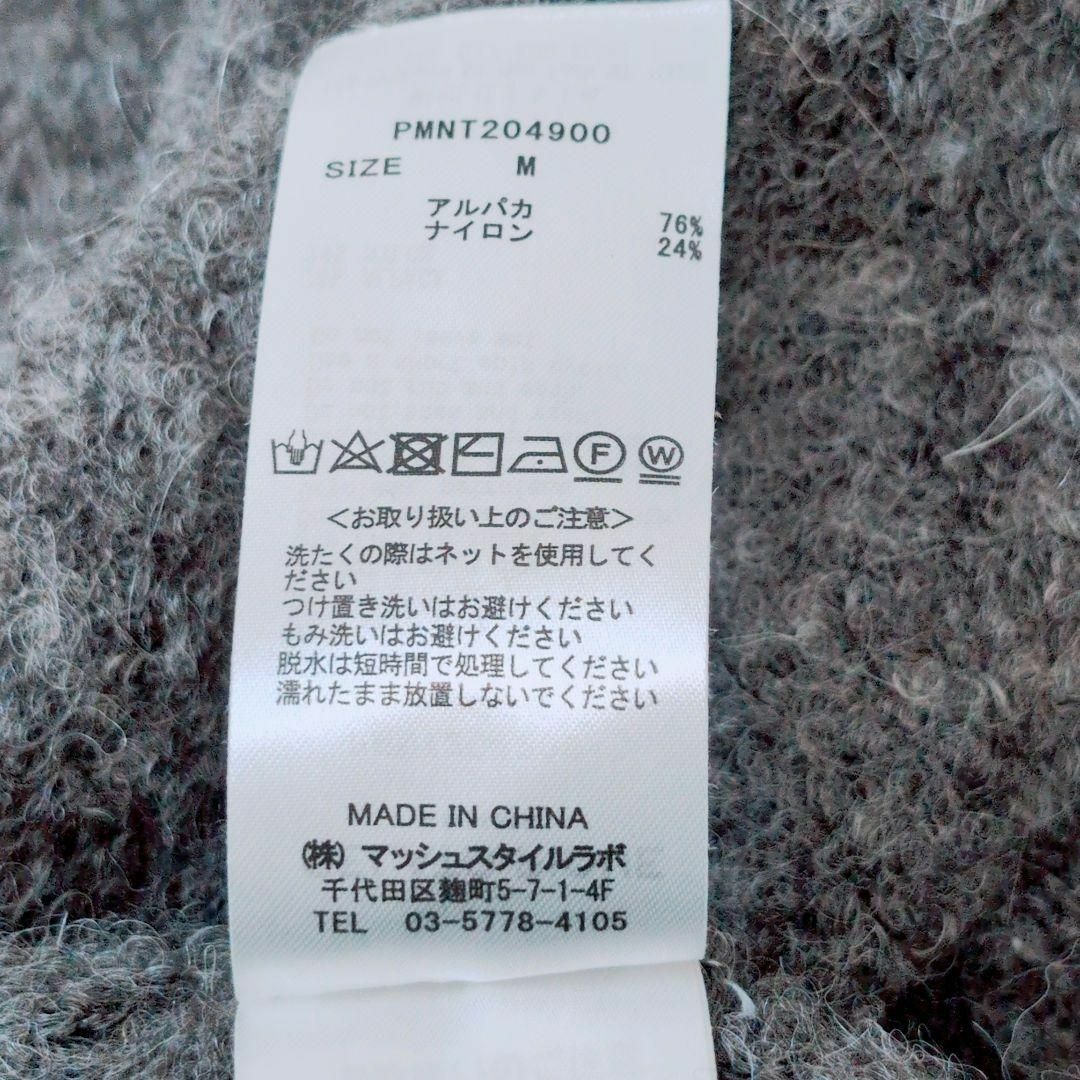 PMNT204900
SIZE M
アルパカ 76%
ナイロン 24%
F W
＜お取り扱い上のご注意＞
洗たくの際はネットを使用してく
ださい
つけ置き洗いはお避けください
もみ洗いはお避けください
脱水は短時間で処理してください
濡れたまま放置しないでください
MADE IN CHINA
(株) マッシュスタイルラボ
千代田区麹町5-7-1-4F
TEL 03-5778-4105